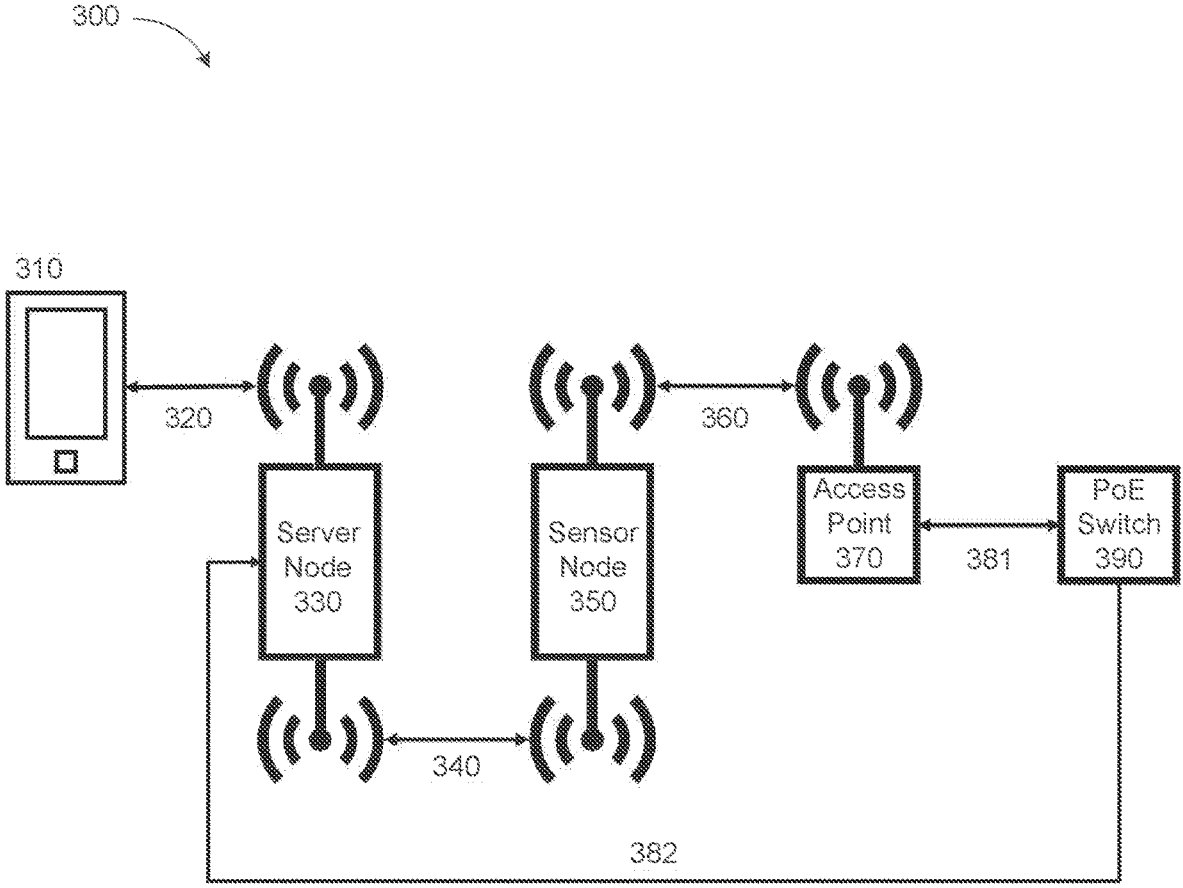 300
310
320
360
Server
Node
330
Sensor
Node
350
Access
Point
370
381
PoE
Switch
390
340
382